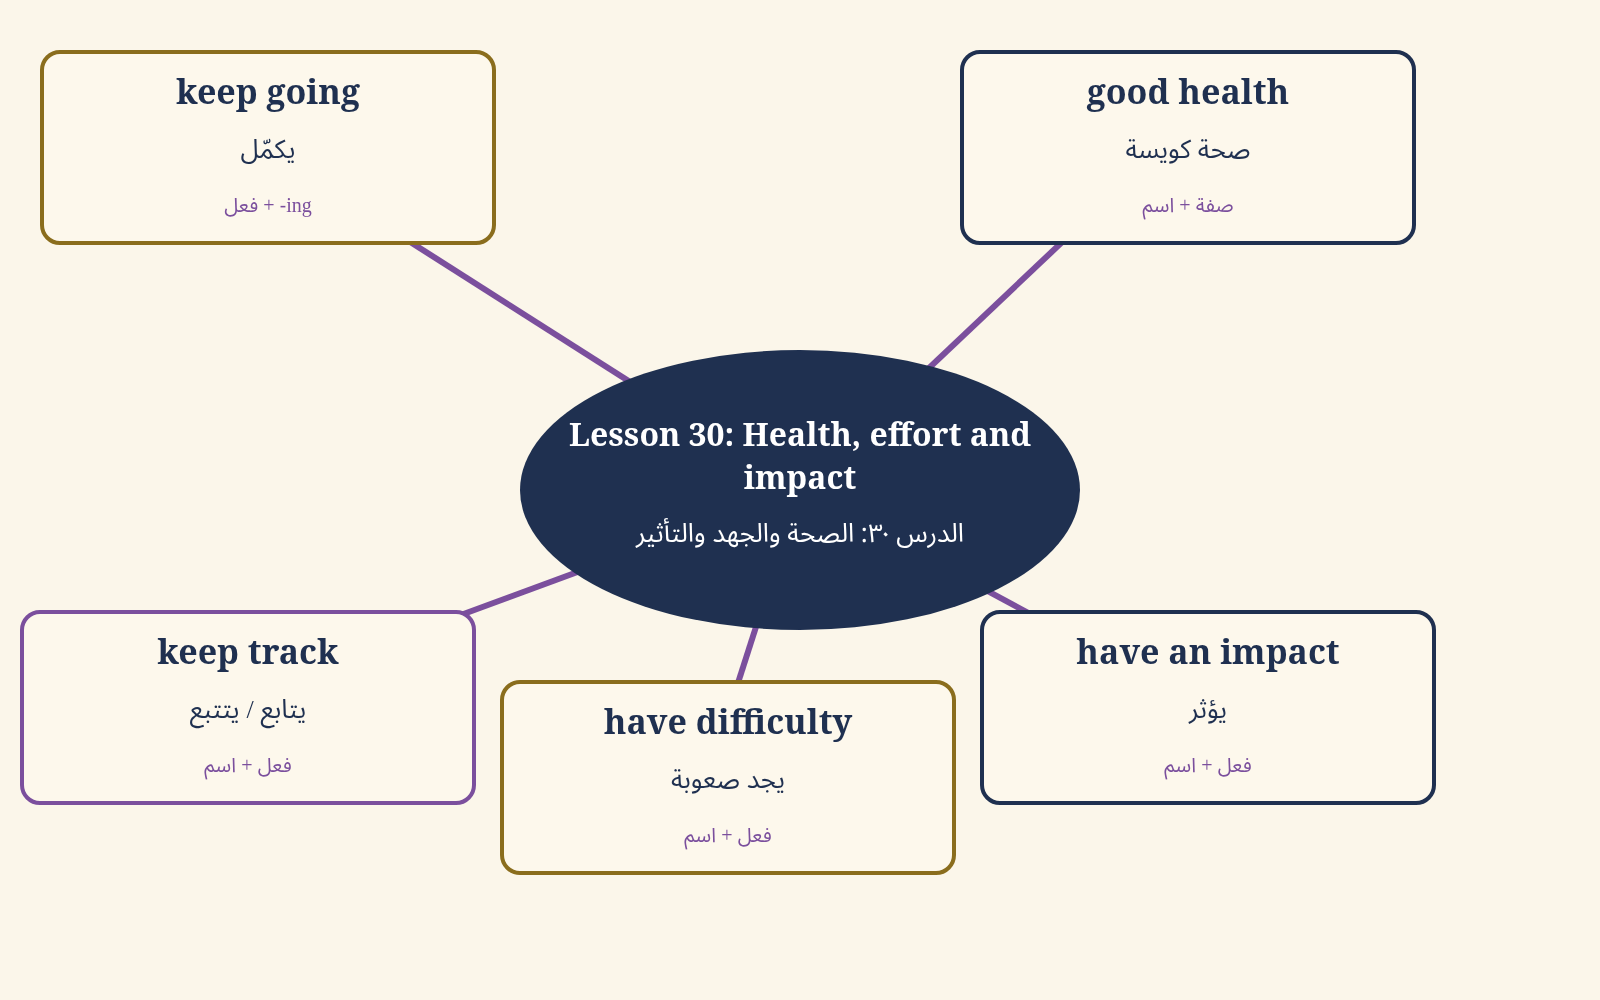 keep going
يكمّل
فعل + -ing
good health
صحة كويسة
صفة + اسم
Lesson 30: Health, effort and
impact
الدرس ٣٠: الصحة والجهد والتأثير
keep track
يتابع / يتتبع
فعل + اسم
have difficulty
يجد صعوبة
فعل + اسم
have an impact
يؤثر
فعل + اسم